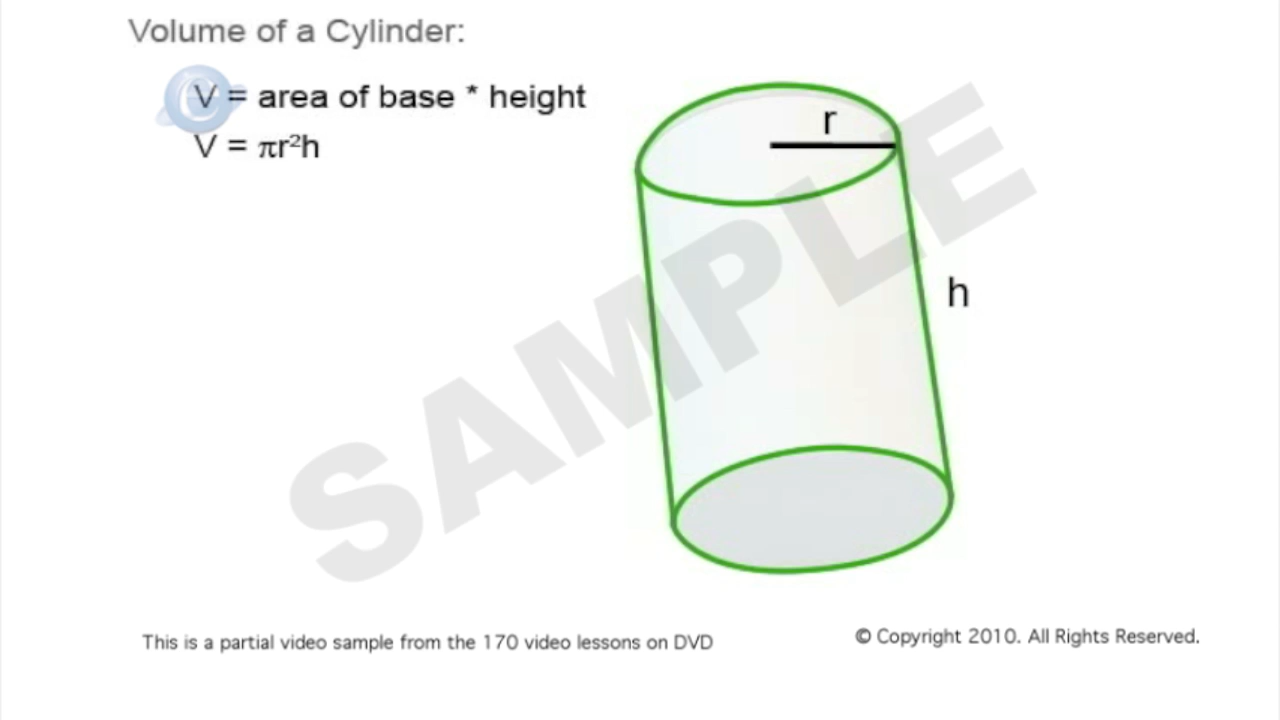 Volume of a Cylinder:
V = area of base * height
V = πr²h
r
h
SAMPLE
This is a partial video sample from the 170 video lessons on DVD
© Copyright 2010. All Rights Reserved.